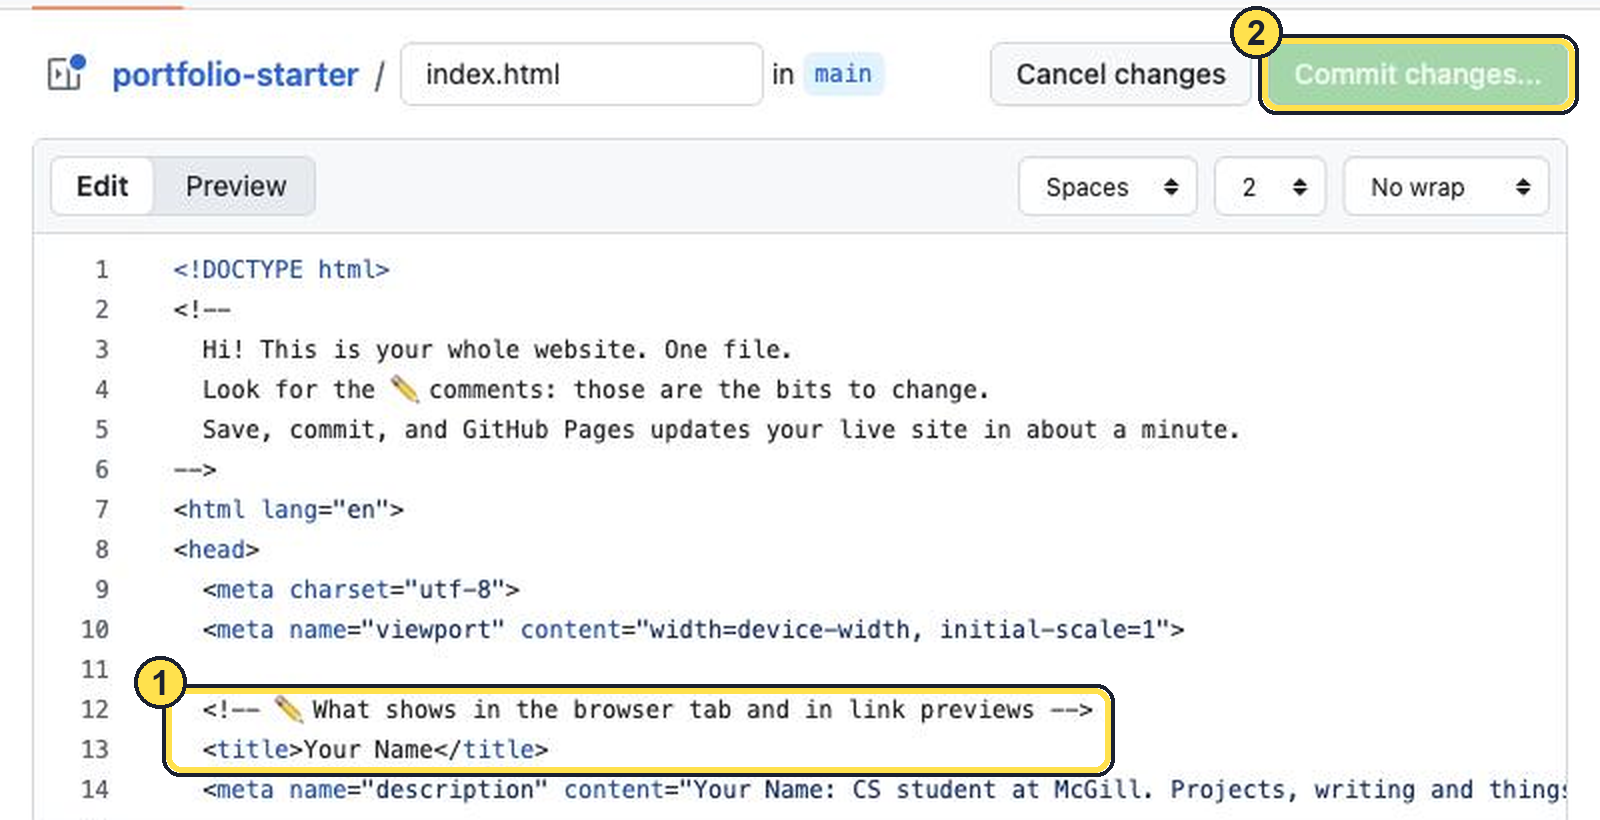 2
portfolio-starter / index.html in main Cancel changes Commit changes...
Edit Preview Spaces 2 No wrap
1 <!DOCTYPE html>
2 <!--
3 Hi! This is your whole website. One file.
4 Look for the ✏️ comments: those are the bits to change.
5 Save, commit, and GitHub Pages updates your live site in about a minute.
6 -->
7 <html lang="en">
8 <head>
9 <meta charset="utf-8">
10 <meta name="viewport" content="width=device-width, initial-scale=1">
11
1
12 <!-- ✏️ What shows in the browser tab and in link previews -->
13 <title>Your Name</title>
14 <meta name="description" content="Your Name: CS student at McGill. Projects, writing and things